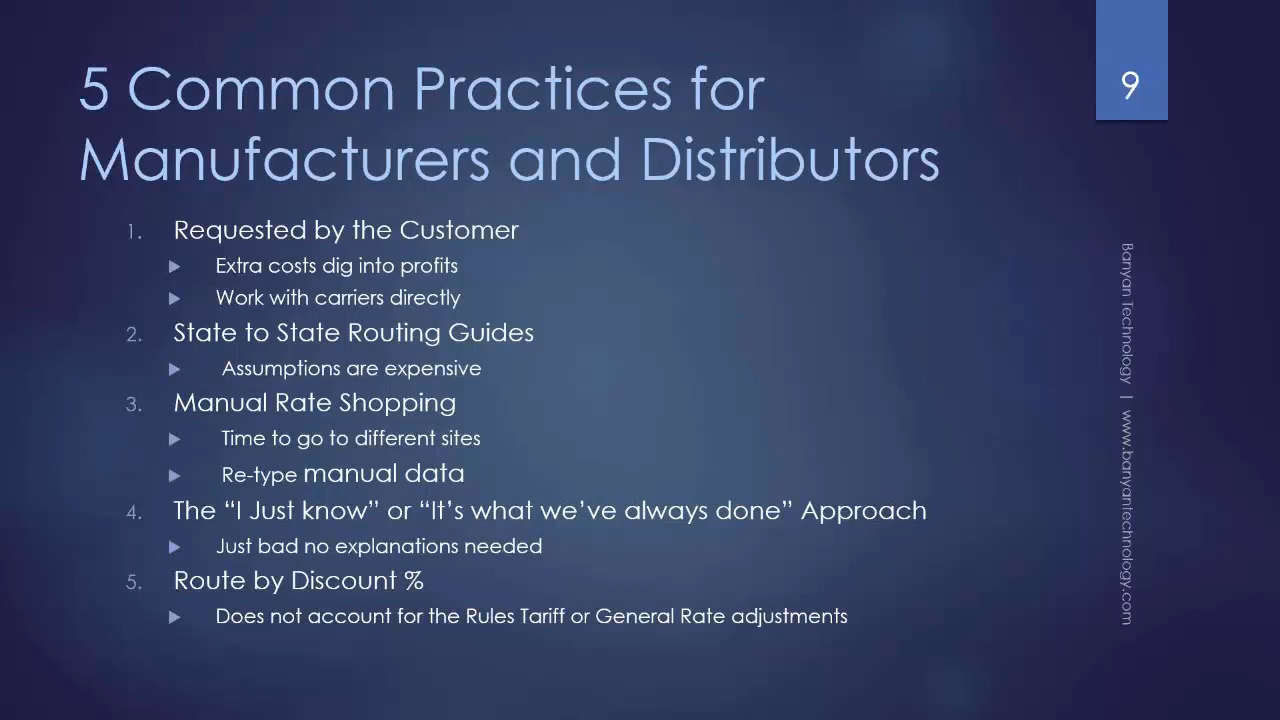 5 Common Practices for
Manufacturers and Distributors
9
1. Requested by the Customer
Extra costs dig into profits
Work with carriers directly
2. State to State Routing Guides
Assumptions are expensive
3. Manual Rate Shopping
Time to go to different sites
Re-type manual data
4. The “I Just know” or “It’s what we’ve always done” Approach
Just bad no explanations needed
5. Route by Discount %
Does not account for the Rules Tariff or General Rate adjustments
Banyan Technology | www.banyantechnology.com